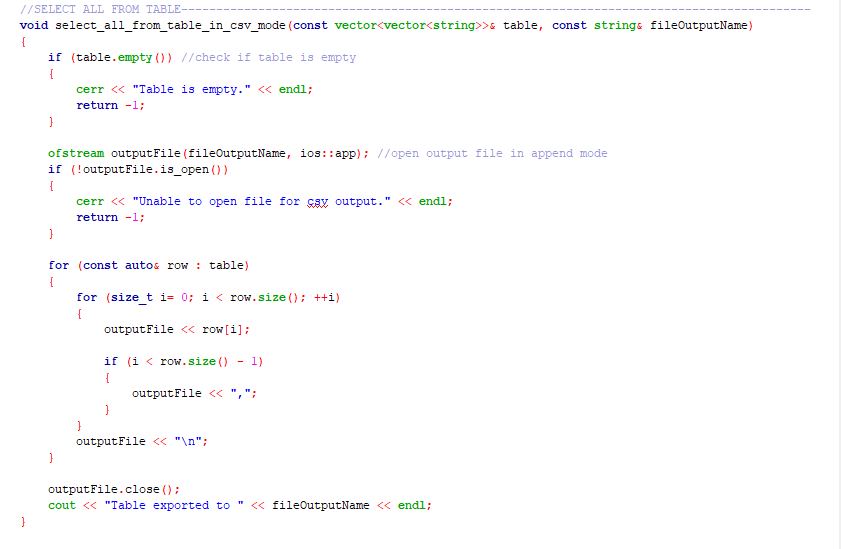 //SELECT ALL FROM TABLE------------------------------------------------------------------------------------------
void select_all_from_table_in_csv_mode(const vector<vector<string>>& table, const string& fileOutputName)
{
    if (table.empty()) //check if table is empty
    {
        cerr << "Table is empty." << endl;
        return -1;
    }

    ofstream outputFile(fileOutputName, ios::app); //open output file in append mode
    if (!outputFile.is_open())
    {
        cerr << "Unable to open file for csv output." << endl;
        return -1;
    }

    for (const auto& row : table)
    {
        for (size_t i= 0; i < row.size(); ++i)
        {
            outputFile << row[i];

            if (i < row.size() - 1)
            {
                outputFile << ",";
            }
        }
        outputFile << "\n";
    }

    outputFile.close();
    cout << "Table exported to " << fileOutputName << endl;
}